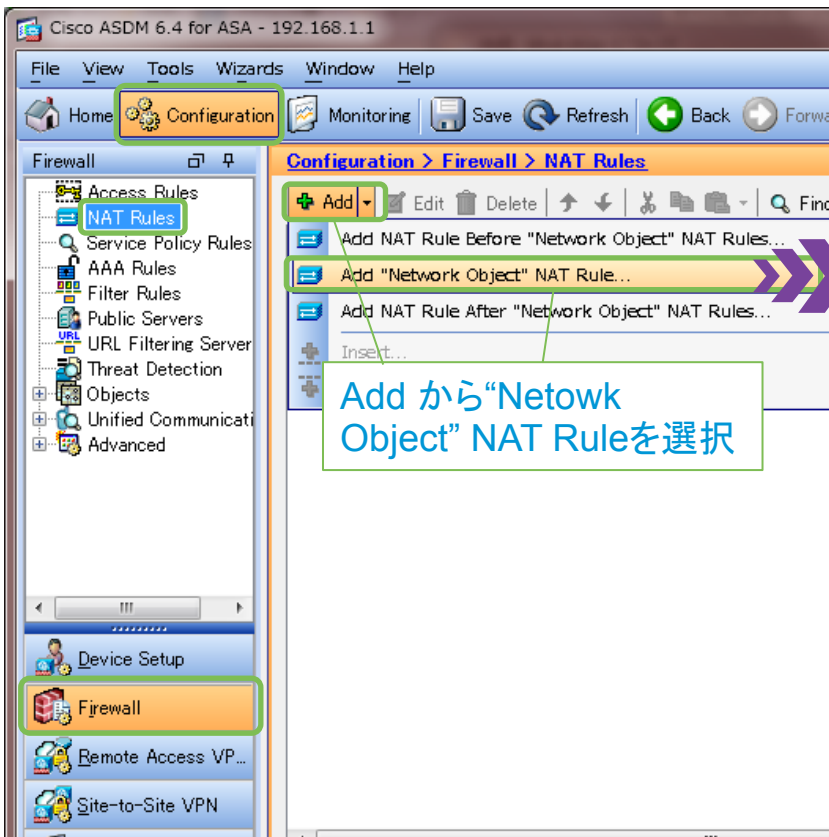 Cisco ASDM 6.4 for ASA - 192.168.1.1
File View Tools Wizards Window Help
Home Configuration Monitoring Save Refresh Back Forwa
Firewall
Configuration > Firewall > NAT Rules
Access Rules
NAT Rules
Service Policy Rules
AAA Rules
Filter Rules
Public Servers
URL URL Filtering Server
Threat Detection
Objects
Unified Communicati
Advanced
Add Edit Delete Find
Add NAT Rule Before "Network Object" NAT Rules...
Add "Network Object" NAT Rule...
Add NAT Rule After "Network Object" NAT Rules...
Insert...
Add から“Netowk
Object” NAT Ruleを選択
Device Setup
Firewall
Remote Access VP...
Site-to-Site VPN